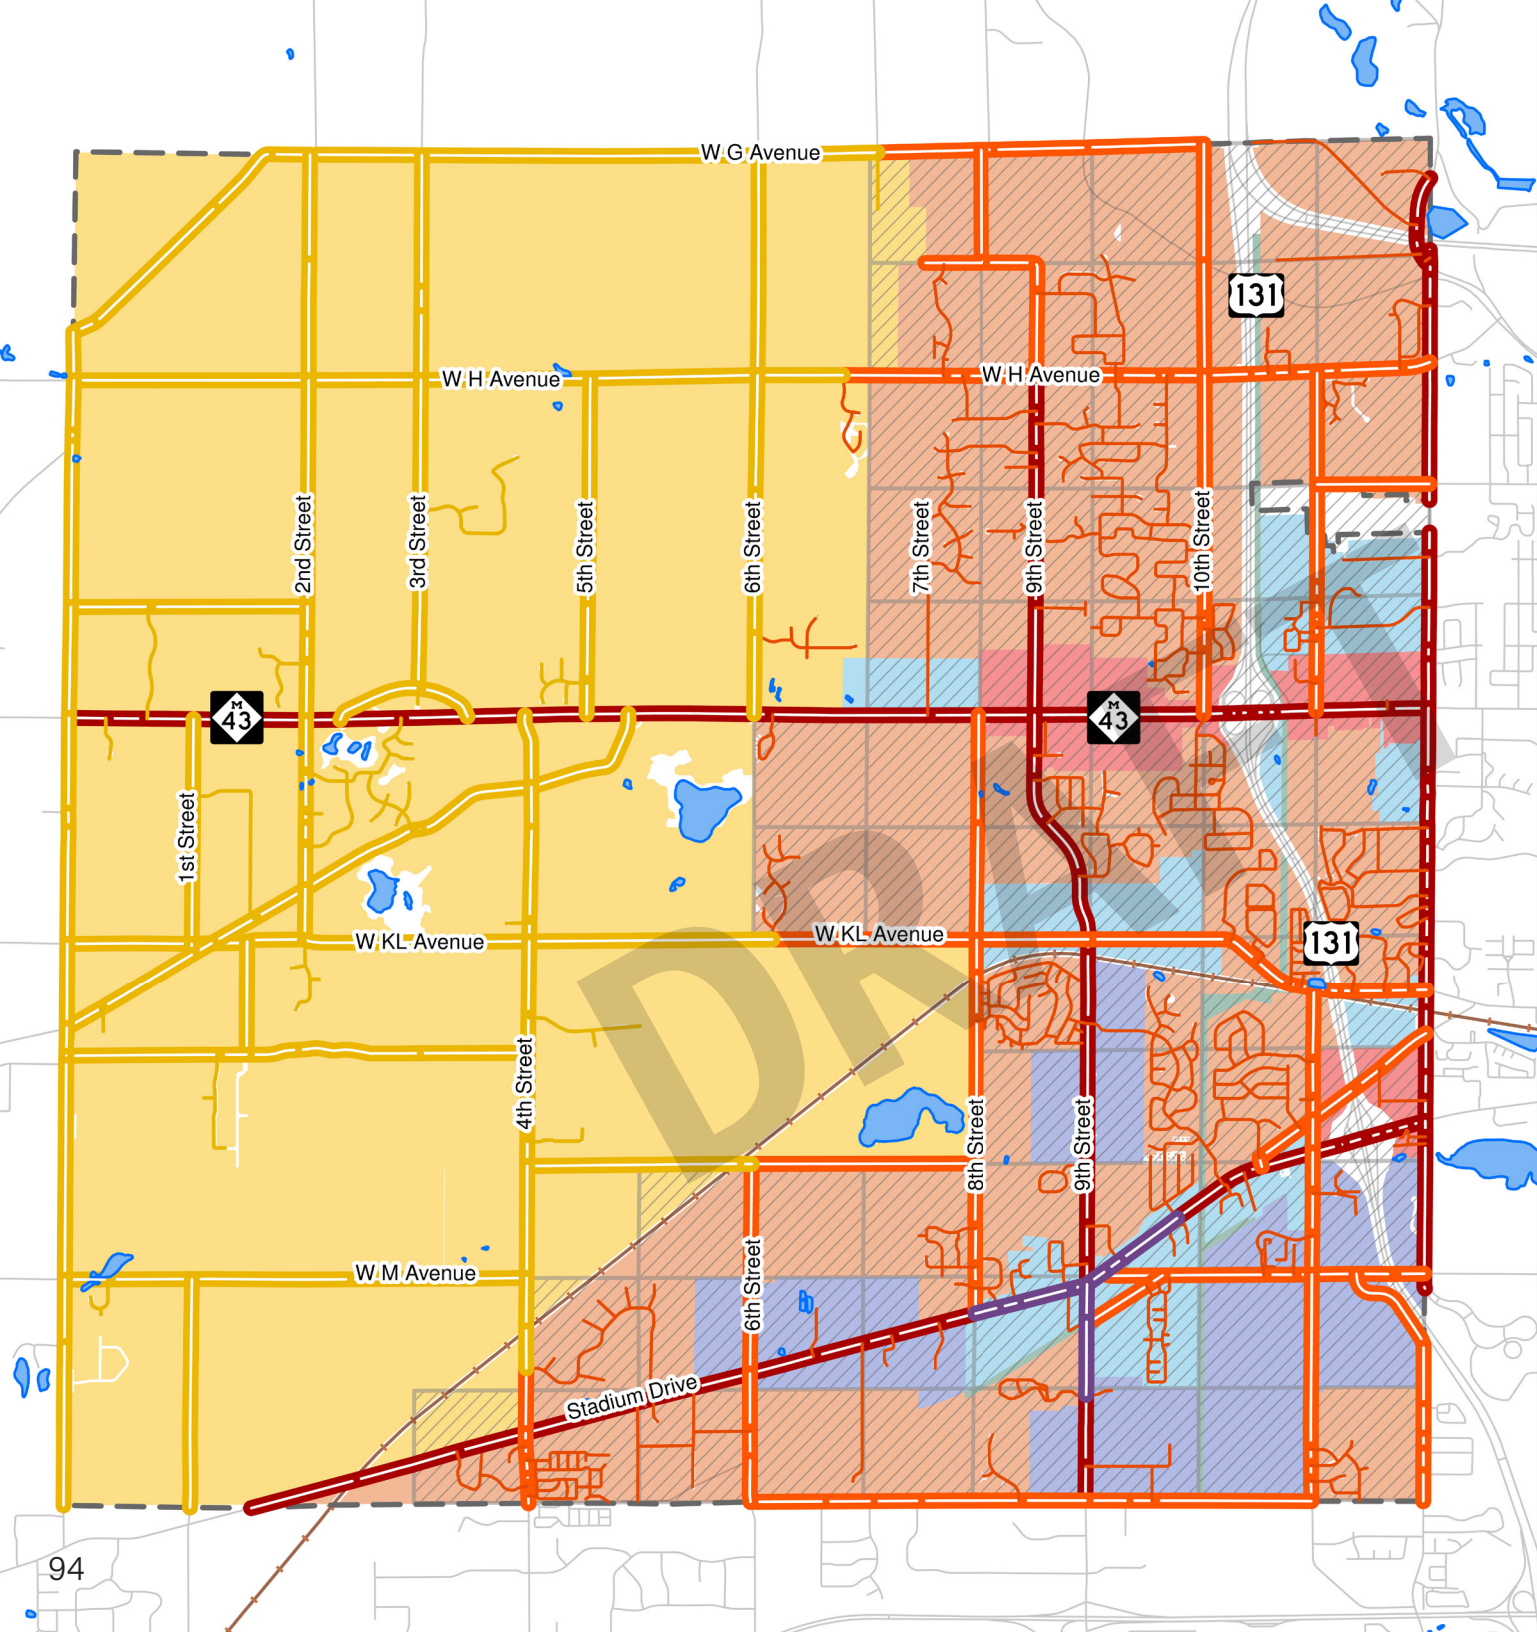 W G Avenue
131
W H Avenue
W H Avenue
2nd Street
3rd Street
5th Street
6th Street
7th Street
9th Street
10th Street
M
43
M
43
1st Street
W KL Avenue
W KL Avenue
131
DRAFT
4th Street
8th Street
9th Street
W M Avenue
6th Street
Stadium Drive
94